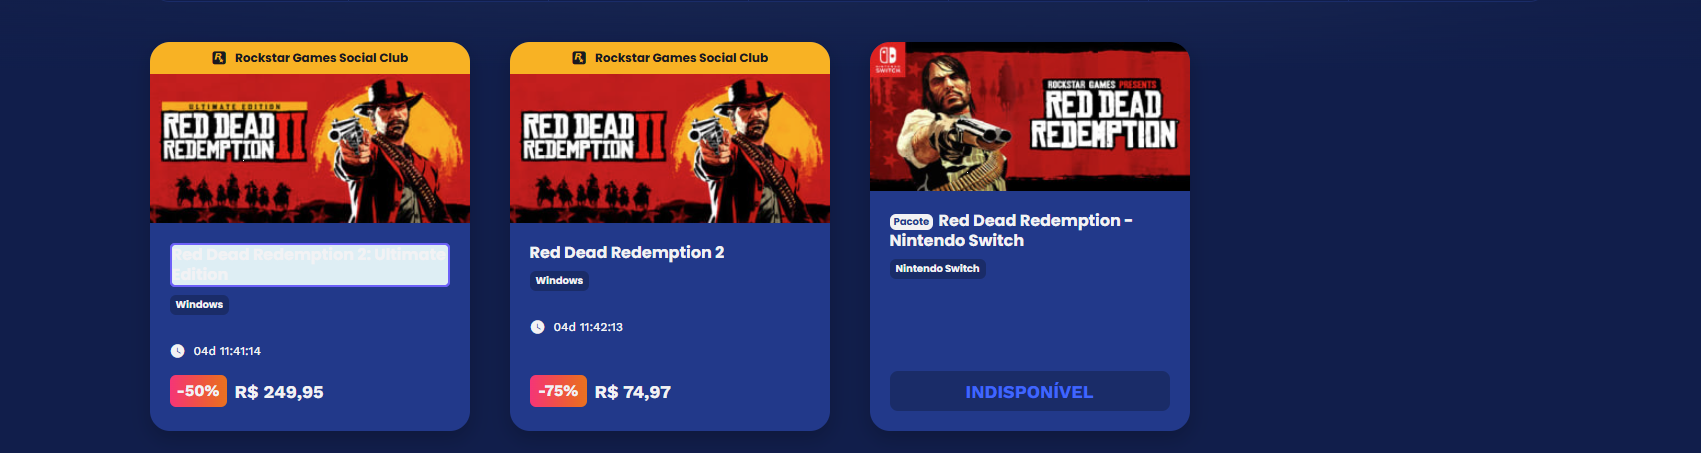 Rockstar Games Social Club
ULTIMATE EDITION
RED DEAD
REDEMPTION II
Red Dead Redemption 2: Ultimate
Edition
Windows
04d 11:41:14
-50% R$ 249,95
Rockstar Games Social Club
RED DEAD
REDEMPTION II
Red Dead Redemption 2
Windows
04d 11:42:13
-75% R$ 74,97
NINTENDO
SWITCH
ROCKSTAR GAMES PRESENTS
RED DEAD
REDEMPTION
Pacote Red Dead Redemption -
Nintendo Switch
Nintendo Switch
INDISPONÍVEL